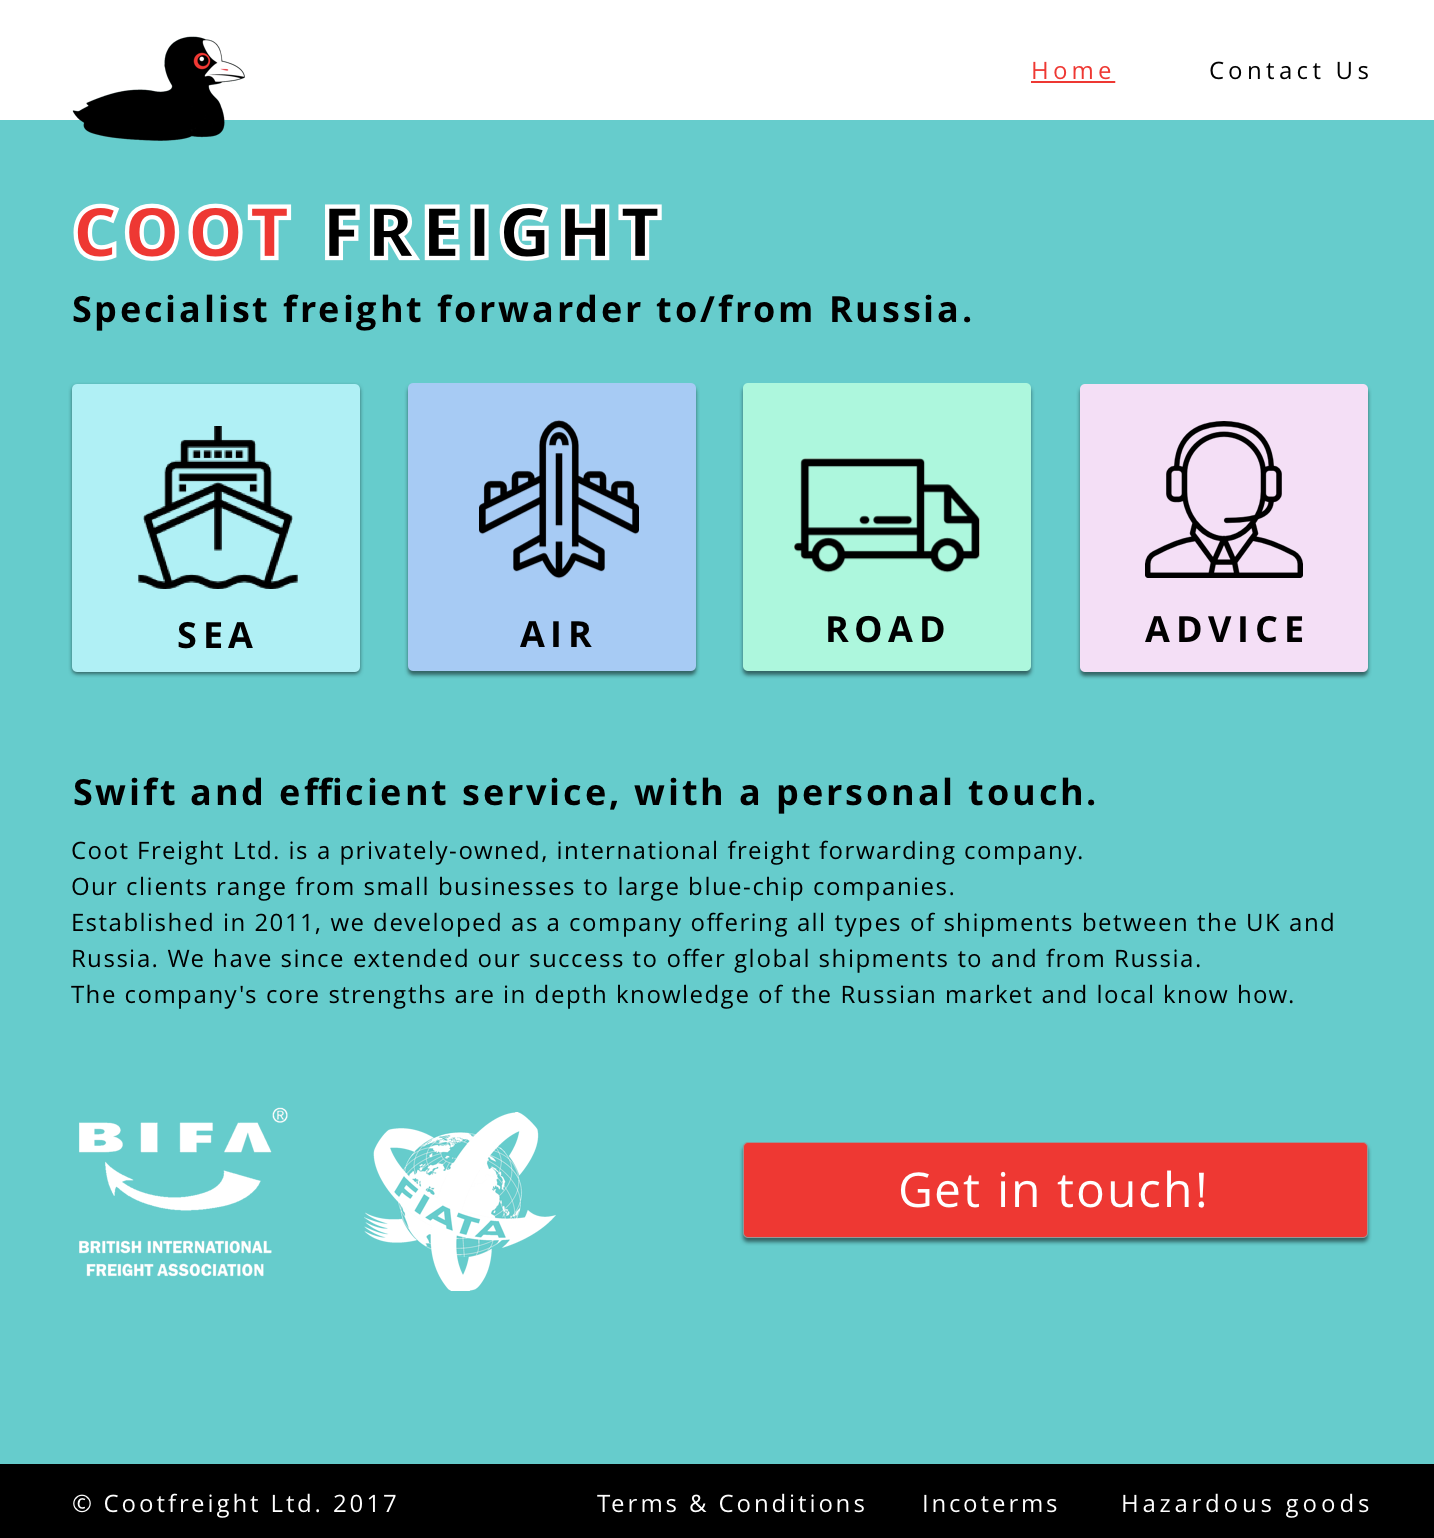 Home Contact Us
COOT FREIGHT
Specialist freight forwarder to/from Russia.
SEA AIR ROAD ADVICE
Swift and efficient service, with a personal touch.
Coot Freight Ltd. is a privately-owned, international freight forwarding company.
Our clients range from small businesses to large blue-chip companies.
Established in 2011, we developed as a company offering all types of shipments between the UK and
Russia. We have since extended our success to offer global shipments to and from Russia.
The company's core strengths are in depth knowledge of the Russian market and local know how.
BIFA®
BRITISH INTERNATIONAL
FREIGHT ASSOCIATION
FIATA
Get in touch!
© Cootfreight Ltd. 2017 Terms & Conditions Incoterms Hazardous goods